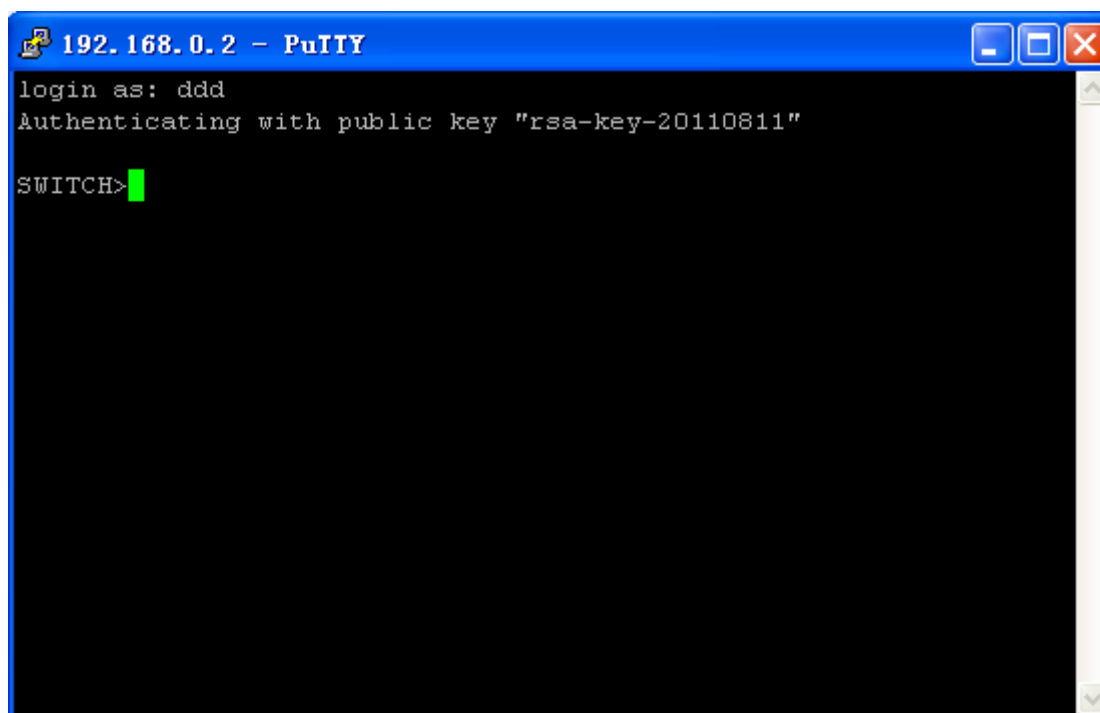 192.168.0.2 - PuTTY
login as: ddd
Authenticating with public key "rsa-key-20110811"
SWITCH>